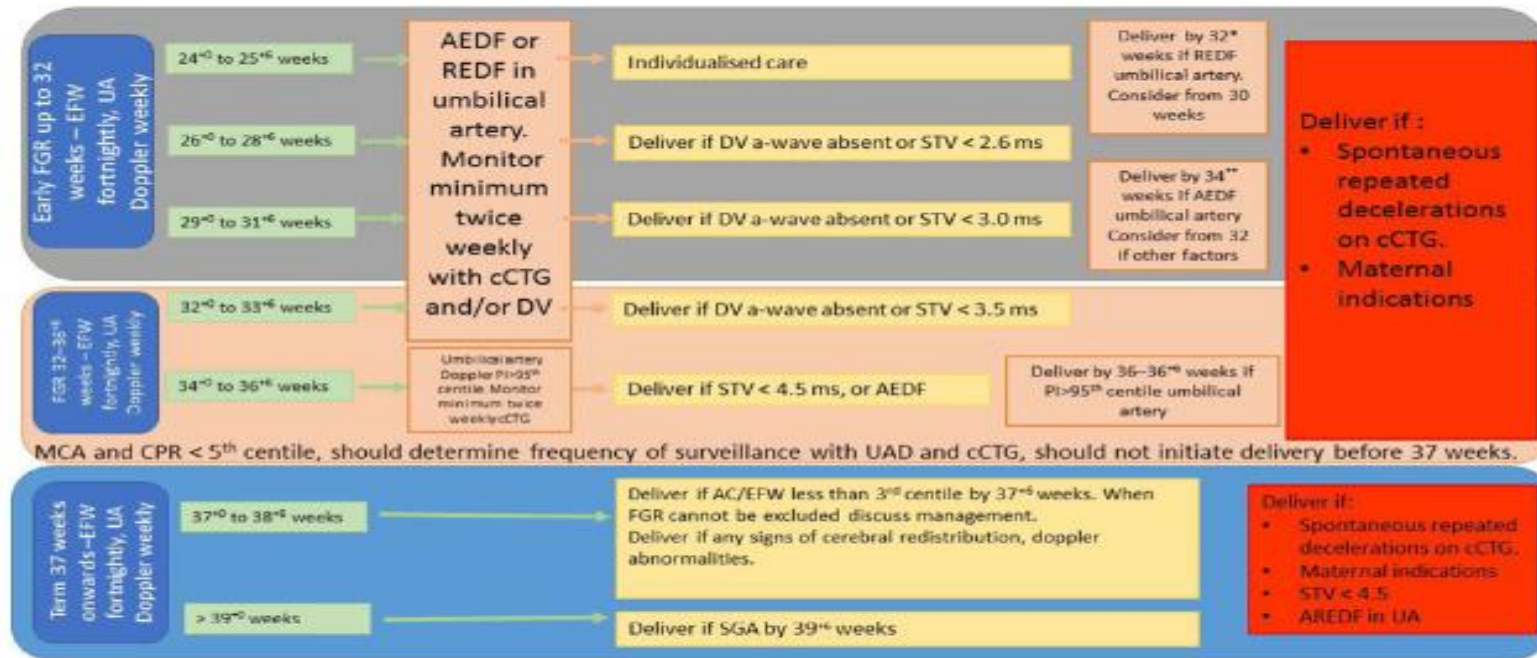 Early FGR up to 32
weeks – EFW
fortnightly, UA
Doppler weekly
24⁺⁰ to 25⁺⁶ weeks
26⁺⁰ to 28⁺⁶ weeks
29⁺⁰ to 31⁺⁶ weeks
AEDF or
REDF in
umbilical
artery.
Monitor
minimum
twice
weekly
with cCTG
and/or DV
Individualised care
Deliver if DV a-wave absent or STV < 2.6 ms
Deliver if DV a-wave absent or STV < 3.0 ms
Deliver by 32*
weeks if REDF
umbilical artery.
Consider from 30
weeks
Deliver by 34**
weeks if AEDF
umbilical artery
Consider from 32
if other factors
Deliver if :
• Spontaneous
repeated
decelerations
on cCTG.
• Maternal
indications
FGR 32–36⁺⁶
weeks – EFW
fortnightly, UA
Doppler weekly
32⁺⁰ to 33⁺⁶ weeks
34⁺⁰ to 36⁺⁶ weeks
Umbilical artery
Doppler PI>95ᵗʰ
centile. Monitor
minimum twice
weekly cCTG
Deliver if DV a-wave absent or STV < 3.5 ms
Deliver if STV < 4.5 ms, or AEDF
Deliver by 36–36⁺⁶ weeks if
PI>95ᵗʰ centile umbilical
artery
MCA and CPR < 5ᵗʰ centile, should determine frequency of surveillance with UAD and cCTG, should not initiate delivery before 37 weeks.
Term 37 weeks
onwards–EFW
fortnightly, UA
Doppler weekly
37⁺⁰ to 38⁺⁶ weeks
> 39⁺⁰ weeks
Deliver if AC/EFW less than 3ʳᵈ centile by 37⁺⁶ weeks. When
FGR cannot be excluded discuss management.
Deliver if any signs of cerebral redistribution, doppler
abnormalities.
Deliver if SGA by 39⁺⁶ weeks
Deliver if:
• Spontaneous repeated
decelerations on cCTG.
• Maternal indications
• STV < 4.5
• AREDF in UA